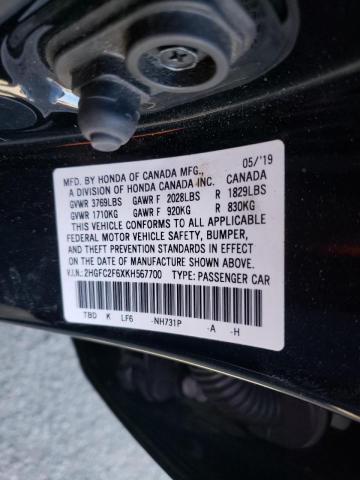 MFD. BY HONDA OF CANADA MFG., 05/'19
A DIVISION OF HONDA CANADA INC. CANADA
GVWR 3769LBS GAWR F 2028LBS R 1829LBS
GVWR 1710KG GAWR F 920KG R 830KG
THIS VEHICLE CONFORMS TO ALL APPLICABLE
FEDERAL MOTOR VEHICLE SAFETY, BUMPER,
AND THEFT PREVENTION STANDARDS IN EFFECT
ON THE DATE OF MANUFACTURE SHOWN ABOVE.
V.I.N.: 2HGFC2F6XKH567700 TYPE: PASSENGER CAR
TBD K LF6 -NH731P -A -H